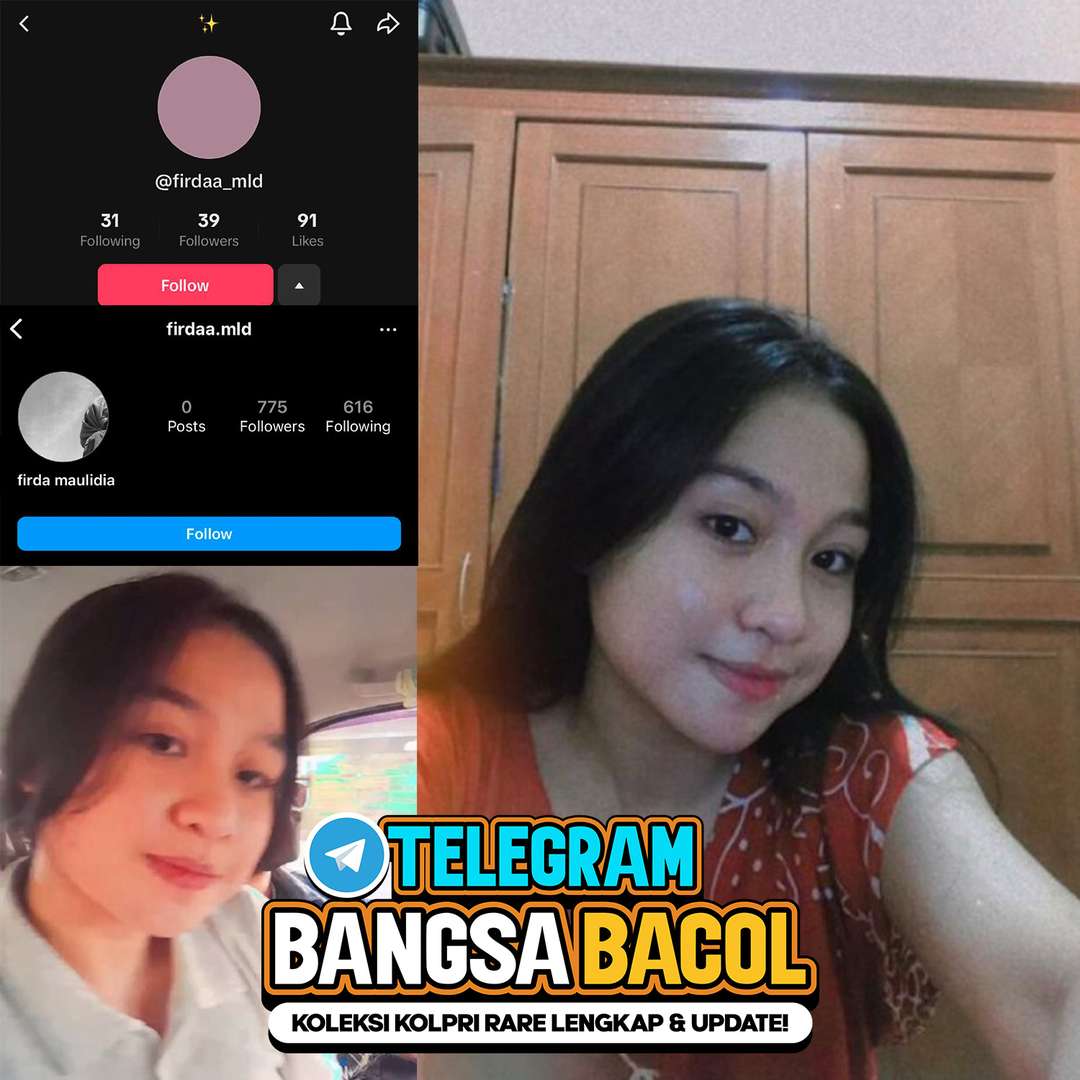 ✨
@firdaa_mld
31 39 91
Following Followers Likes
Follow
firdaa.mld
0 775 616
Posts Followers Following
firda maulidia
Follow
TELEGRAM
BANGSA BACOL
KOLEKSI KOLPRI RARE LENGKAP & UPDATE!